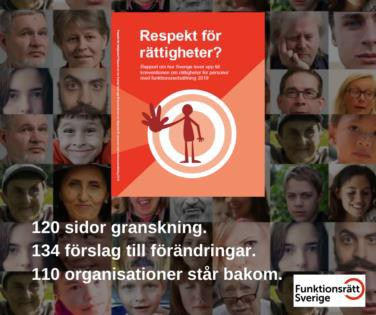 Respekt för
rättigheter?
Rapport om hur Sverige lever upp till
konventionen om rättigheter för personer
med funktionsnedsättning 2019
120 sidor granskning.
134 förslag till förändringar.
110 organisationer står bakom.
Funktionsrätt
Sverige